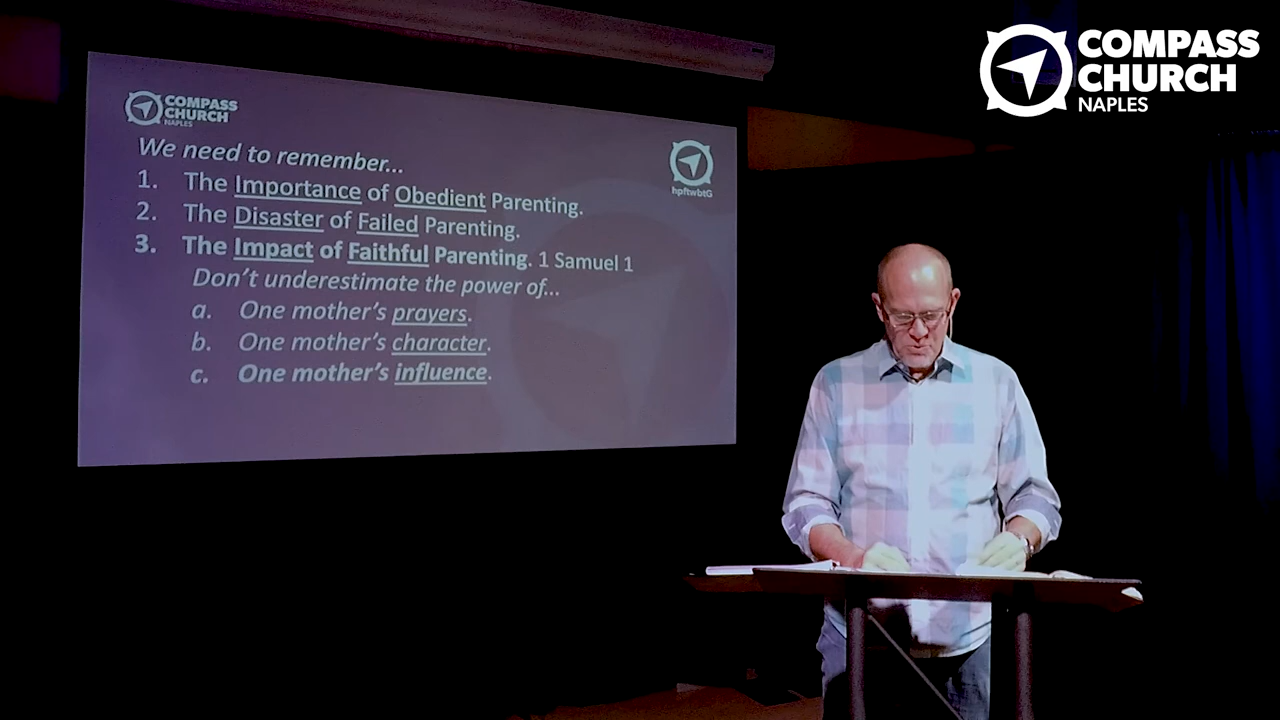 COMPASS
CHURCH
NAPLES
COMPASS
CHURCH
NAPLES
hpftwbtG
We need to remember...
1. The Importance of Obedient Parenting.
2. The Disaster of Failed Parenting.
3. The Impact of Faithful Parenting. 1 Samuel 1
Don't underestimate the power of...
a. One mother's prayers.
b. One mother's character.
c. One mother's influence.